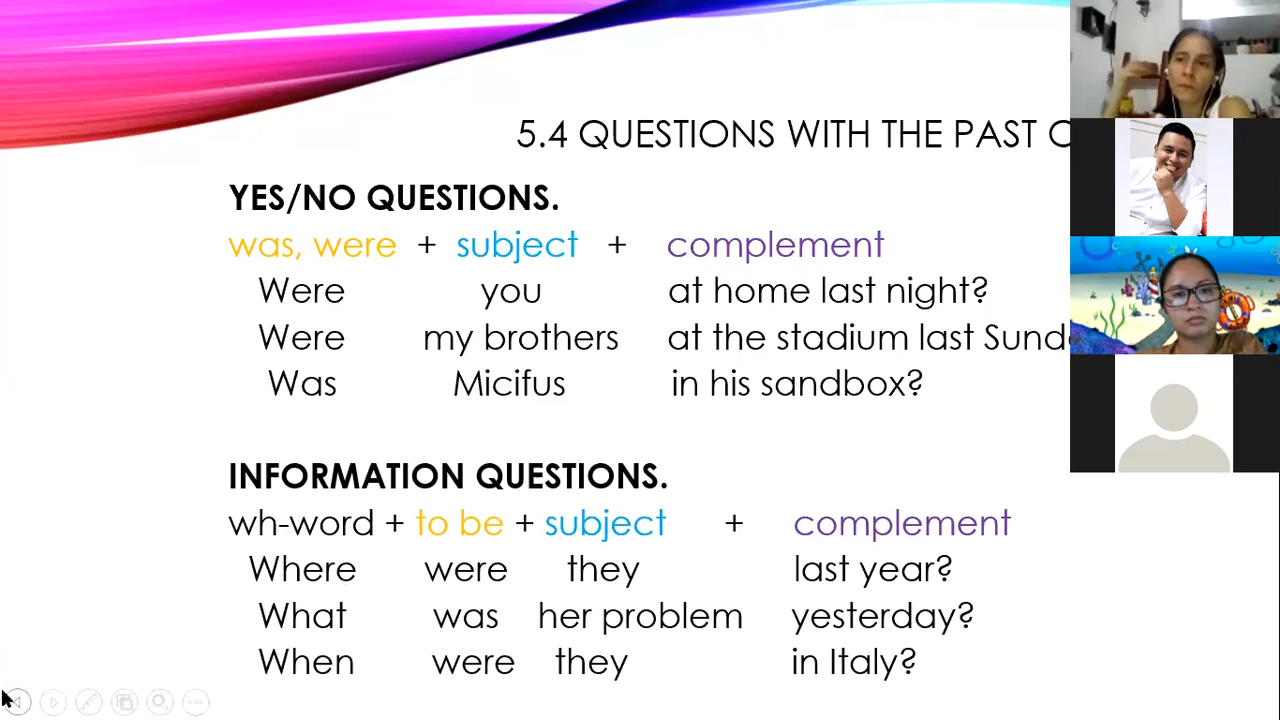 5.4 QUESTIONS WITH THE PAST
YES/NO QUESTIONS.
was, were + subject + complement
Were you at home last night?
Were my brothers at the stadium last
Was Micifus in his sandbox?
INFORMATION QUESTIONS.
wh-word + to be + subject + complement
Where were they last year?
What was her problem yesterday?
When were they in Italy?